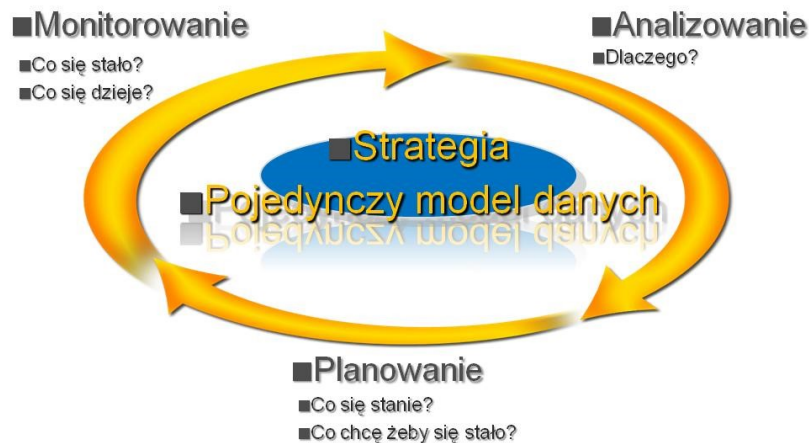 ■Monitorowanie
■Co się stało?
■Co się dzieje?
■Analizowanie
■Dlaczego?
■Strategia
■Pojedynczy model danych
■Planowanie
■Co się stanie?
■Co chcę żeby się stało?